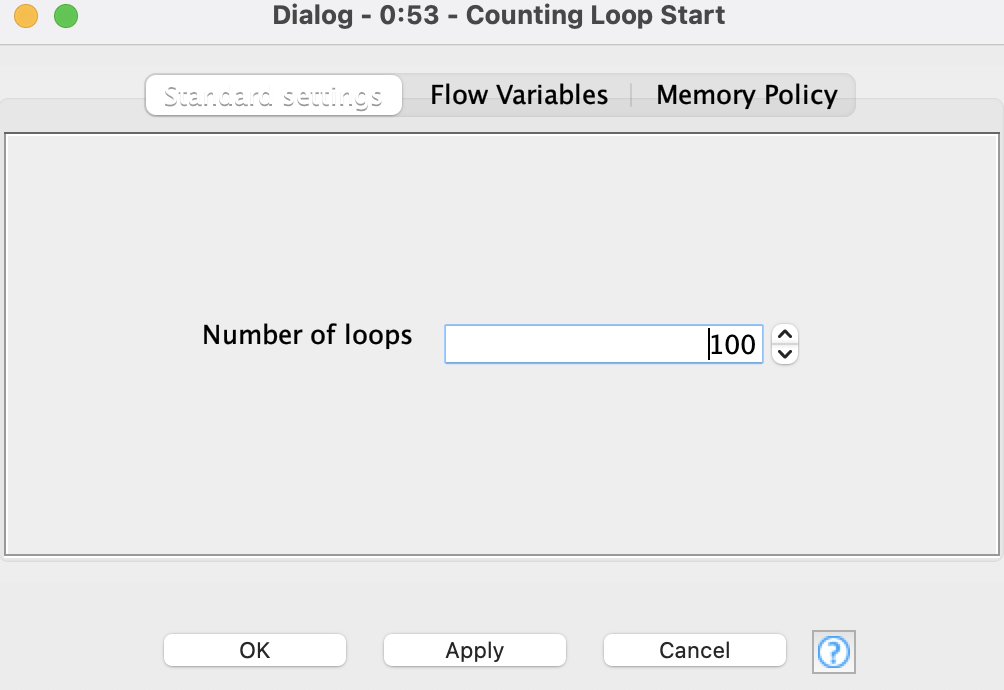 Dialog - 0:53 - Counting Loop Start
Standard settings Flow Variables Memory Policy
Number of loops 100
OK Apply Cancel ?